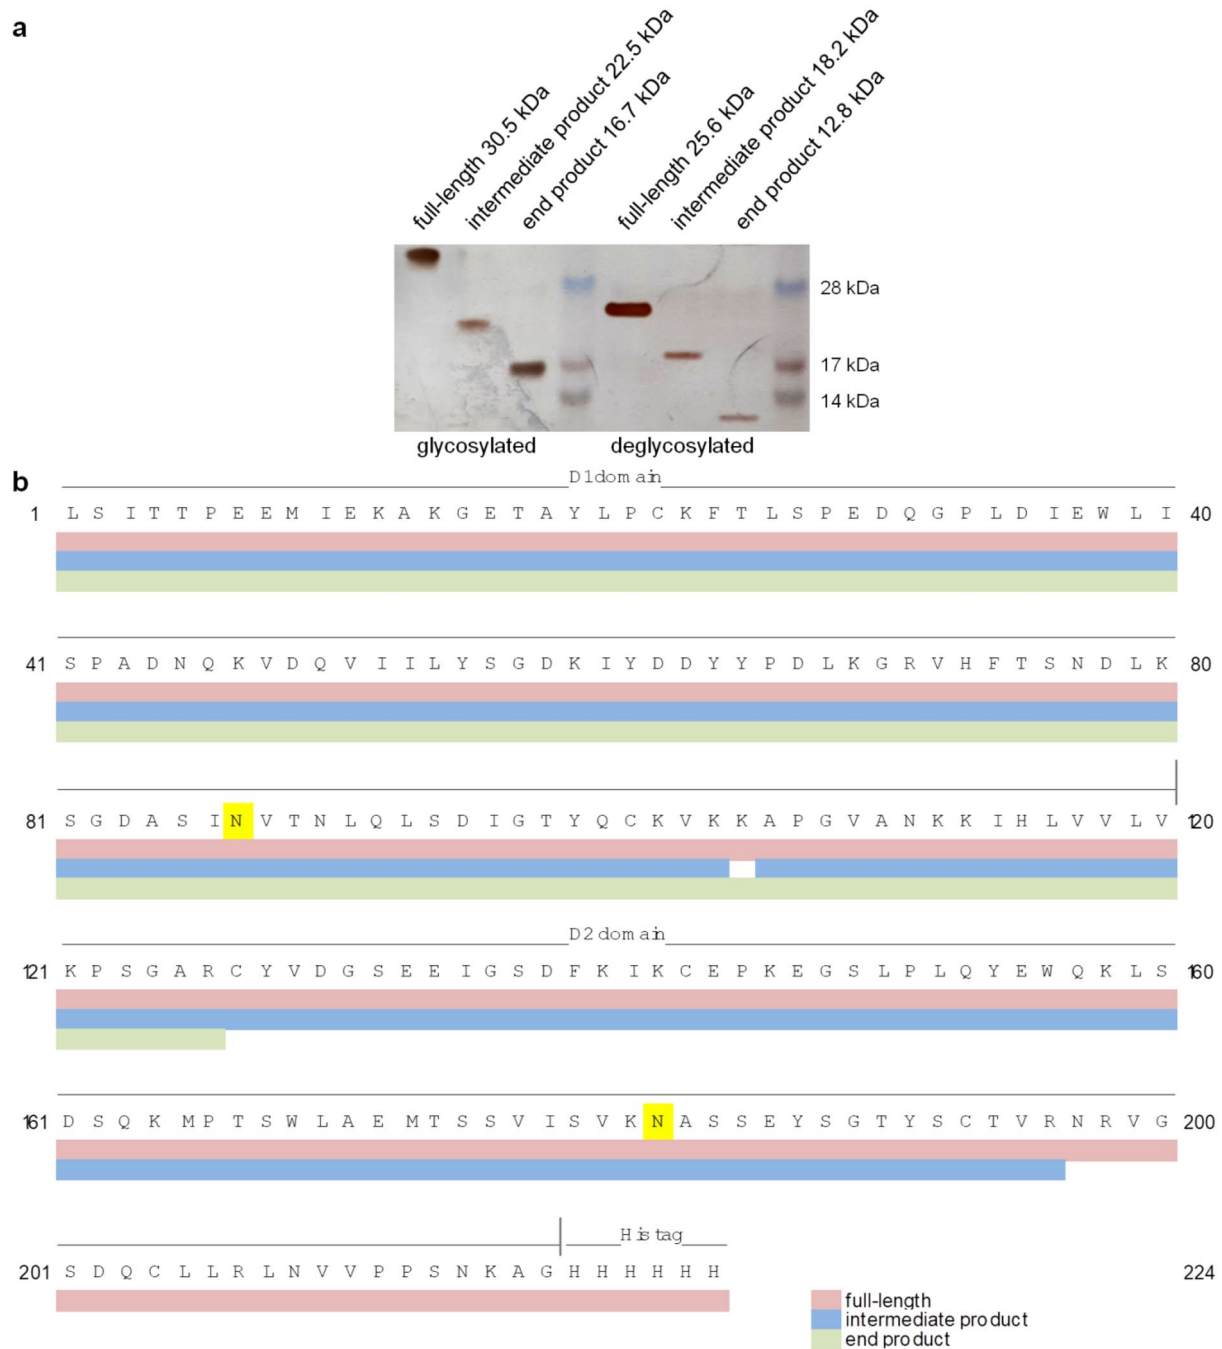 a
full-length 30.5 kDa
intermediate product 22.5 kDa
end product 16.7 kDa
full-length 25.6 kDa
intermediate product 18.2 kDa
end product 12.8 kDa
28 kDa
17 kDa
14 kDa
glycosylated deglycosylated
b
D1 domain
1 L S I T T P E E M I E K A K G E T A Y L P C K F T L S P E D Q G P L D I E W L I 40
41 S P A D N Q K V D Q V I I L Y S G D K I Y D D Y Y P D L K G R V H F T S N D L K 80
81 S G D A S I N V T N L Q L S D I G T Y Q C K V K K A P G V A N K K I H L V V L V 120
D2 domain
121 K P S G A R C Y V D G S E E I G S D F K I K C E P K E G S L P L Q Y E W Q K L S 160
161 D S Q K M P T S W L A E M T S S V I S V K N A S S E Y S G T Y S C T V R N R V G 200
His tag
201 S D Q C L L R L N V V P P S N K A G H H H H H H 224
full-length
intermediate product
end product